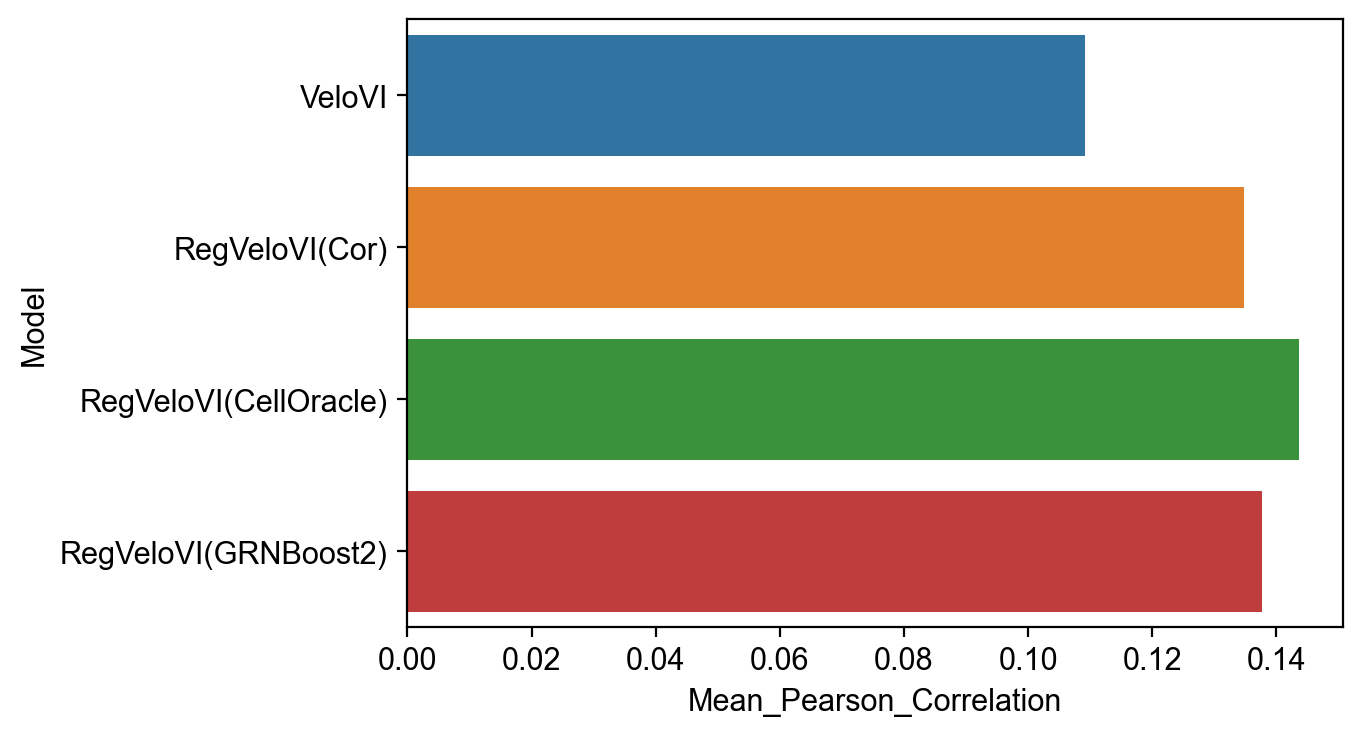 Model
VeloVI
RegVeloVI(Cor)
RegVeloVI(CellOracle)
RegVeloVI(GRNBoost2)
0.00 0.02 0.04 0.06 0.08 0.10 0.12 0.14
Mean_Pearson_Correlation